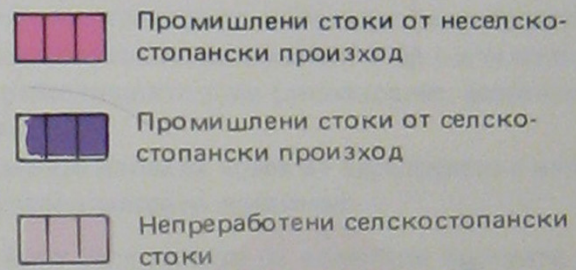 Промишлени стоки от неселско-
стопански произход
Промишлени стоки от селско-
стопански произход
Непреработени селскостопански
стоки